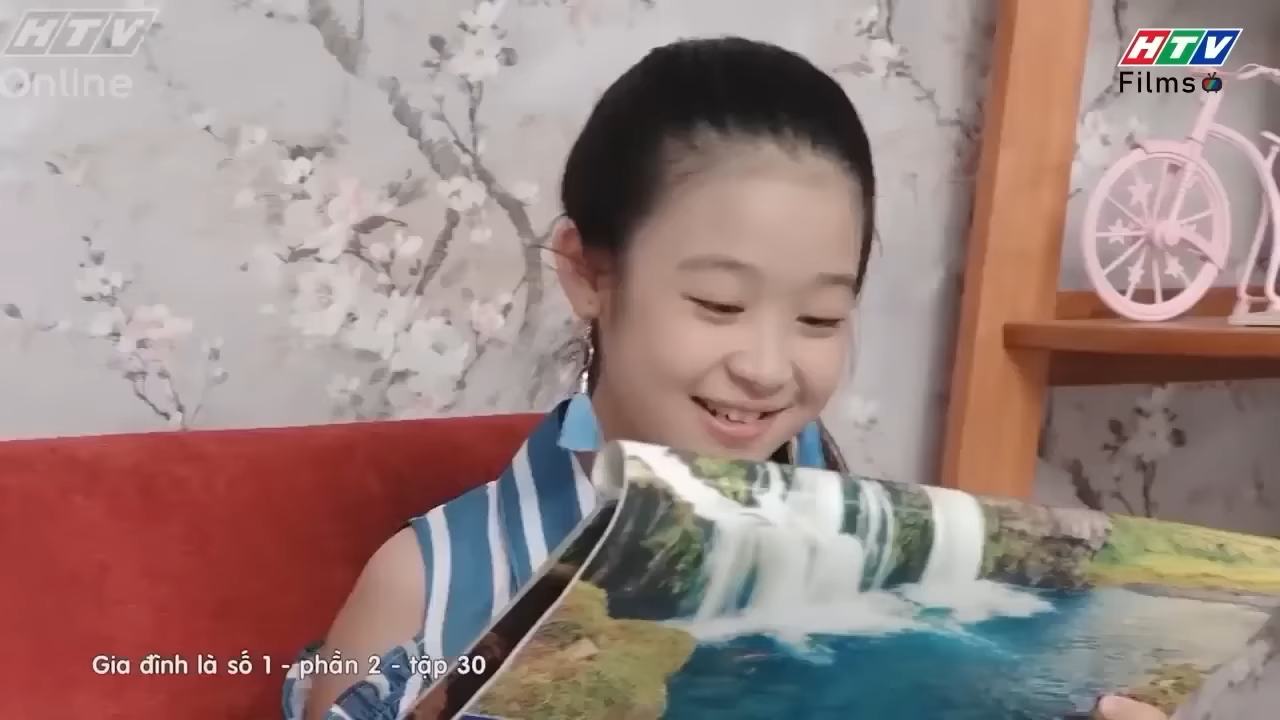 HTV
Online
HTV
Films
Gia đình là số 1 - phần 2 - tập 30